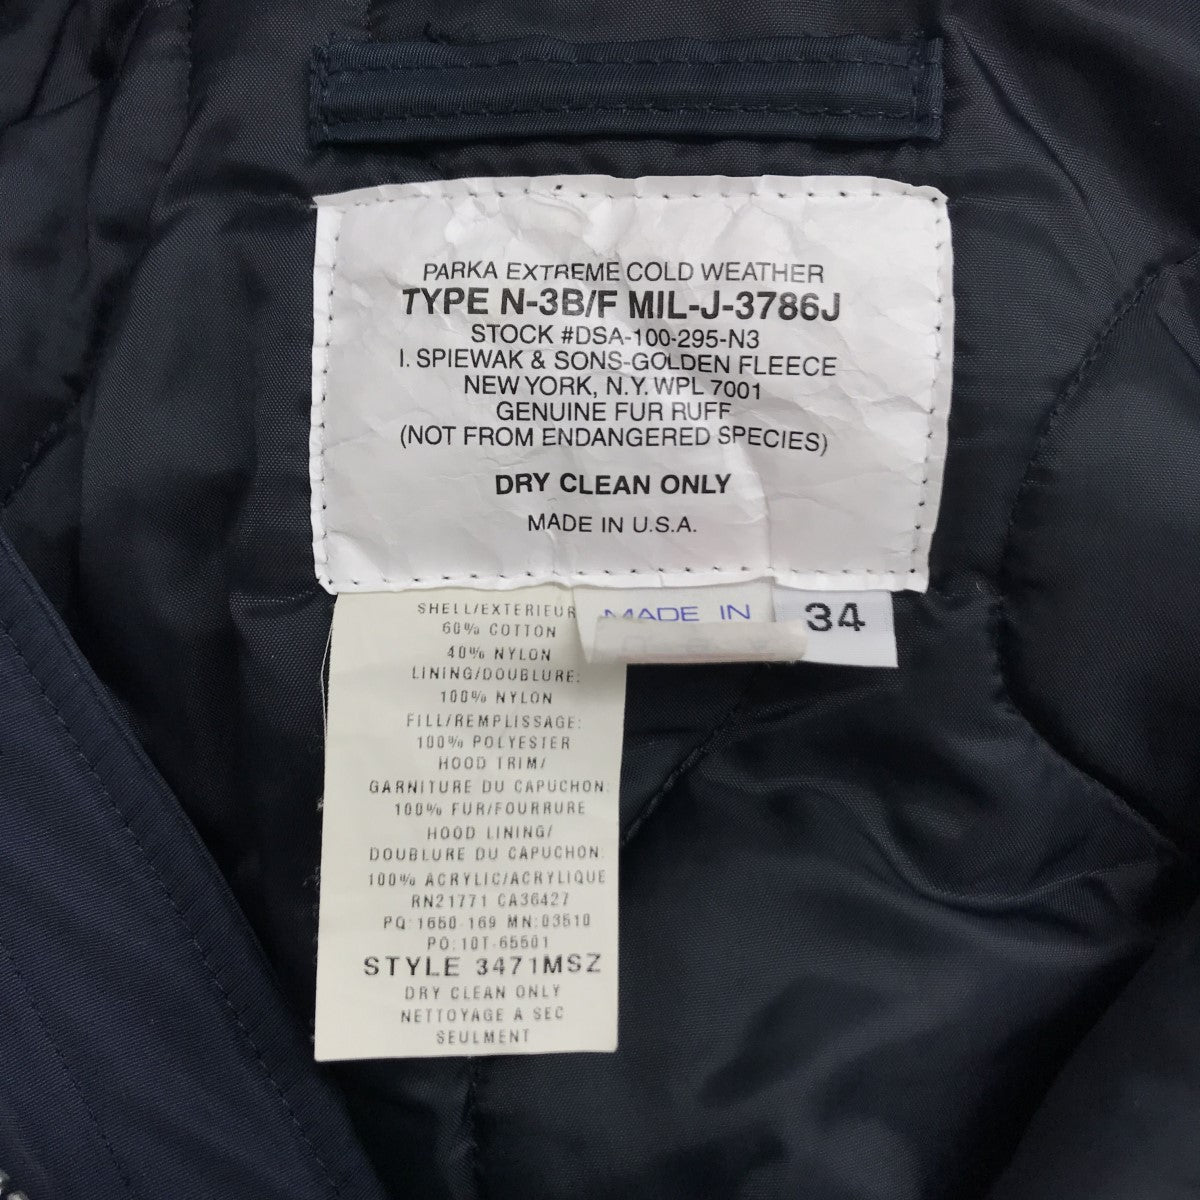 PARKA EXTREME COLD WEATHER
TYPE N-3B/F MIL-J-3786J
STOCK #DSA-100-295-N3
I. SPIEWAK & SONS-GOLDEN FLEECE
NEW YORK, N.Y. WPL 7001
GENUINE FUR RUFF
(NOT FROM ENDANGERED SPECIES)
DRY CLEAN ONLY
MADE IN U.S.A.
MADE IN
34
SHELL/EXTERIEUR
60% COTTON
40% NYLON
LINING/DOUBLURE:
100% NYLON
FILL/REMPLISSAGE:
100% POLYESTER
HOOD TRIM/
GARNITURE DU CAPUCHON:
100% FUR/FOURRURE
HOOD LINING/
DOUBLURE DU CAPUCHON:
100% ACRYLIC/ACRYLIQUE
RN21771 CA36427
PQ:1650-169 MN:03510
PO:10T-65501
STYLE 3471MSZ
DRY CLEAN ONLY
NETTOYAGE A SEC
SEULMENT